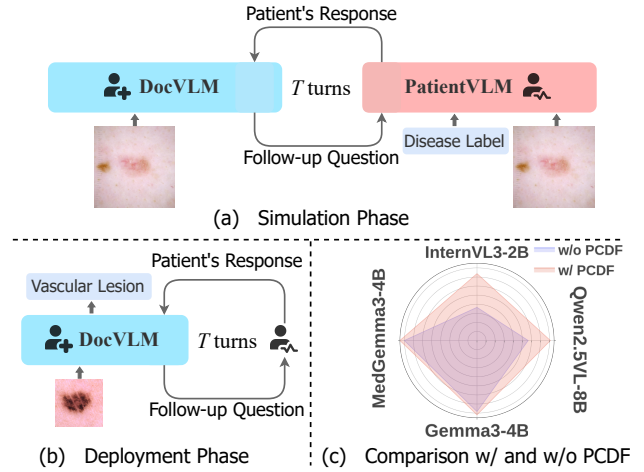 Patient's Response
DocVLM
T turns
PatientVLM
Follow-up Question
Disease Label
(a) Simulation Phase
Patient's Response
Vascular Lesion
DocVLM
T turns
Follow-up Question
(b) Deployment Phase
InternVL3-2B
w/o PCDF
w/ PCDF
MedGemma3-4B
Qwen2.5VL-8B
Gemma3-4B
(c) Comparison w/ and w/o PCDF